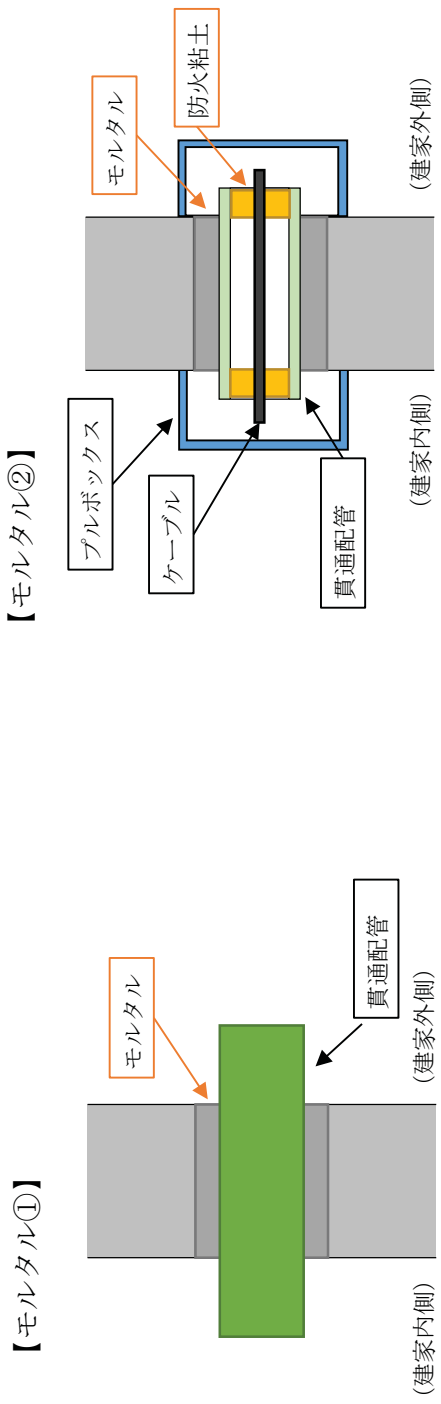 【モルタル①】
モルタル
貫通配管
(建家内側)
(建家外側)
【モルタル②】
プルボックス
モルタル
防火粘土
ケーブル
貫通配管
(建家内側)
(建家外側)